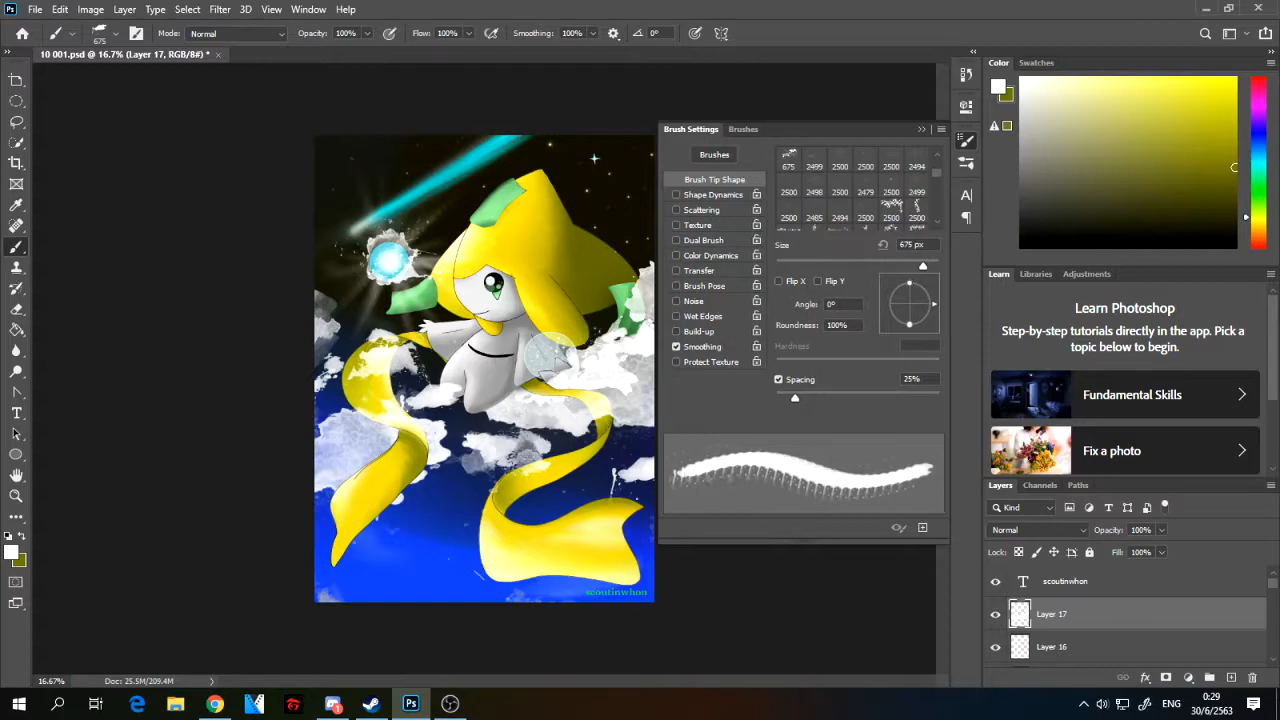 File Edit Image Layer Type Select Filter 3D View Window Help
675 Mode: Normal Opacity: 100% Flow: 100% Smoothing: 100% 0°
10 001.psd @ 16.7% (Layer 17, RGB/8#) *
Color Swatches
Brush Settings Brushes
Brushes
675 2499 2500 2500 2494
2500 2498 2500 2500 2499
2500 2485 2494 2500 2500 2500
Brush Tip Shape
Shape Dynamics
Scattering
Texture
Dual Brush
Color Dynamics
Transfer
Brush Pose
Noise
Wet Edges
Build-up
Smoothing
Protect Texture
Size 675 px
Flip X Flip Y
Angle: 0°
Roundness: 100%
Hardness
Spacing 25%
Learn Libraries Adjustments
Learn Photoshop
Step-by-step tutorials directly in the app. Pick a
topic below to begin.
Fundamental Skills
Fix a photo
Layers Channels Paths
Kind
Normal Opacity: 100%
Lock: Fill: 100%
scoutinwhon
Layer 17
Layer 16
scoutinwhon
16.67% Doc: 25.5M/209.4M
0:29
30/6/2563